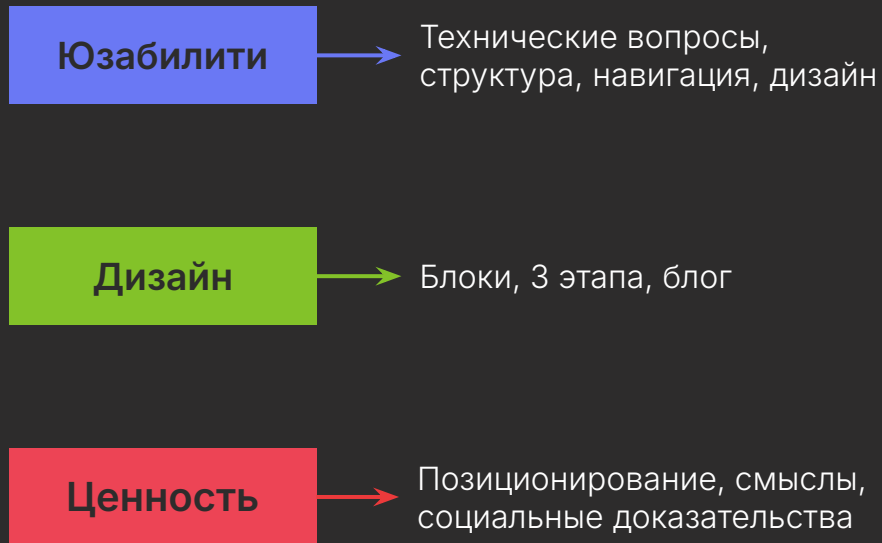 Юзабилити
Технические вопросы,
структура, навигация, дизайн
Дизайн
Блоки, 3 этапа, блог
Ценность
Позиционирование, смыслы,
социальные доказательства